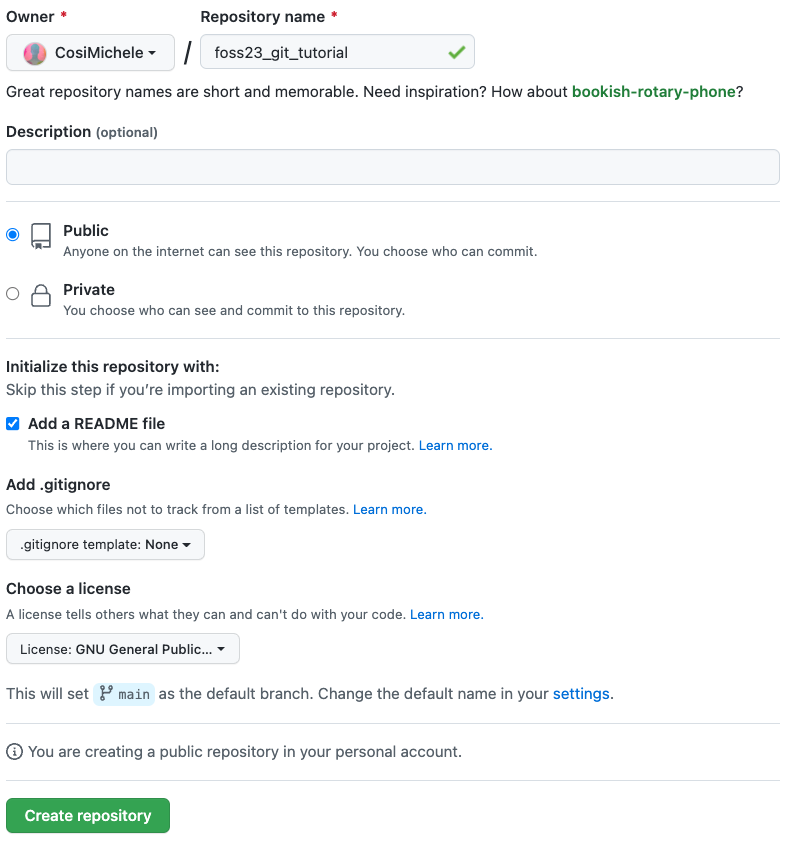 Owner * Repository name *
CosiMichele / foss23_git_tutorial
Great repository names are short and memorable. Need inspiration? How about bookish-rotary-phone?
Description (optional)
Public
Anyone on the internet can see this repository. You choose who can commit.
Private
You choose who can see and commit to this repository.
Initialize this repository with:
Skip this step if you’re importing an existing repository.
Add a README file
This is where you can write a long description for your project. Learn more.
Add .gitignore
Choose which files not to track from a list of templates. Learn more.
.gitignore template: None
Choose a license
A license tells others what they can and can't do with your code. Learn more.
License: GNU General Public...
This will set main as the default branch. Change the default name in your settings.
You are creating a public repository in your personal account.
Create repository